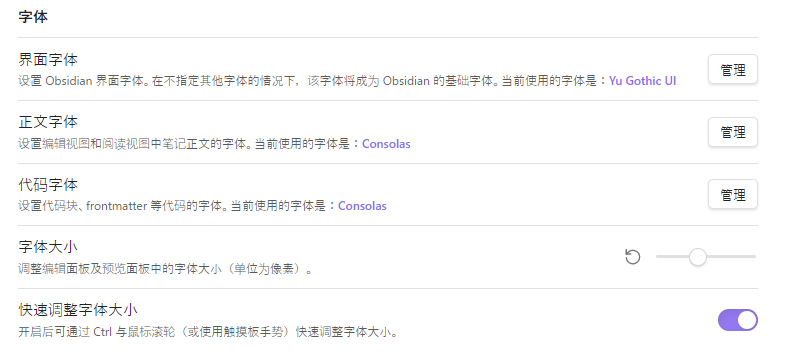 字体
界面字体
设置 Obsidian 界面字体。在不指定其他字体的情况下，该字体将成为 Obsidian 的基础字体。当前使用的字体是：Yu Gothic UI
管理
正文字体
设置编辑视图和阅读视图中笔记正文的字体。当前使用的字体是：Consolas
管理
代码字体
设置代码块、frontmatter 等代码的字体。当前使用的字体是：Consolas
管理
字体大小
调整编辑面板及预览面板中的字体大小（单位为像素）。
快速调整字体大小
开启后可通过 Ctrl 与鼠标滚轮（或使用触摸板手势）快速调整字体大小。